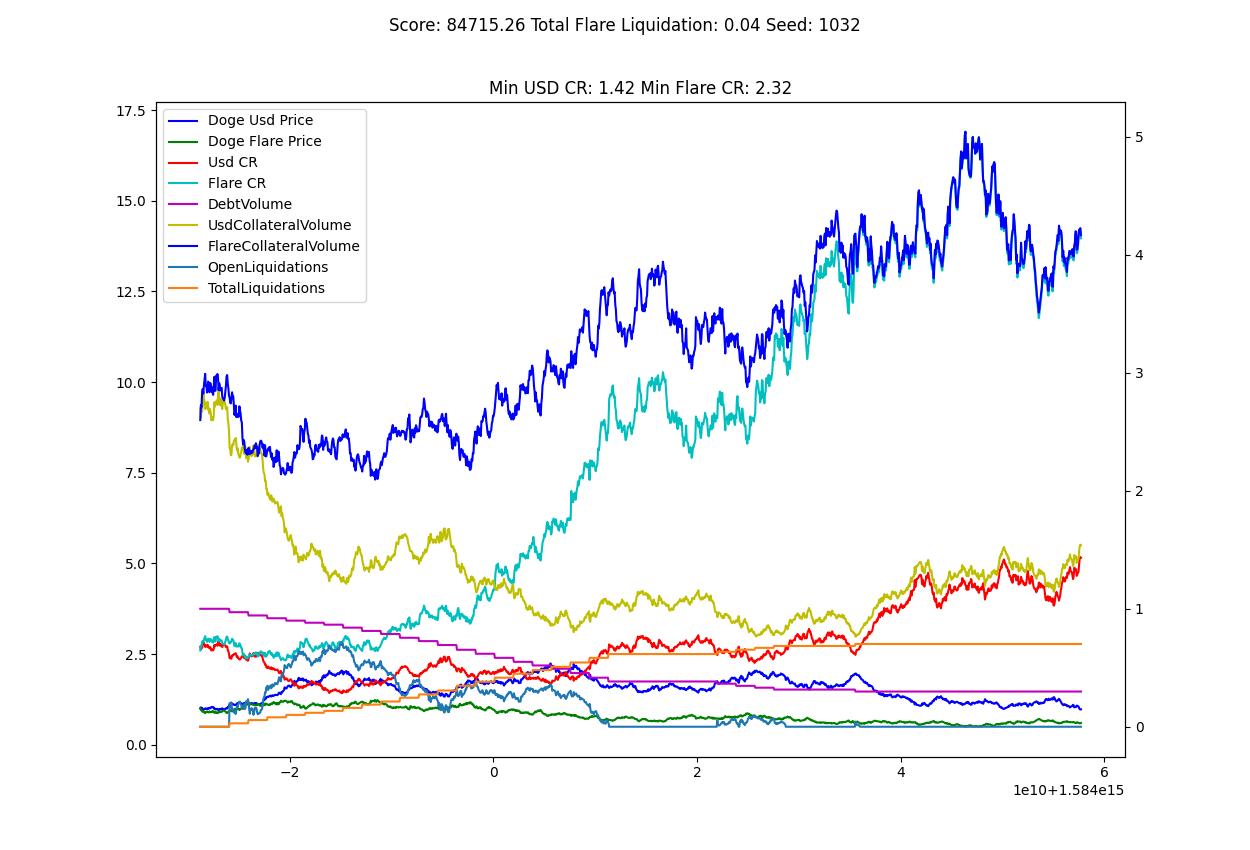 Score: 84715.26 Total Flare Liquidation: 0.04 Seed: 1032
Min USD CR: 1.42 Min Flare CR: 2.32
17.5
15.0
12.5
10.0
7.5
5.0
2.5
0.0
Doge Usd Price
Doge Flare Price
Usd CR
Flare CR
DebtVolume
UsdCollateralVolume
FlareCollateralVolume
OpenLiquidations
TotalLiquidations
5
4
3
2
1
0
−2
0
2
4
6
1e10+1.584e15